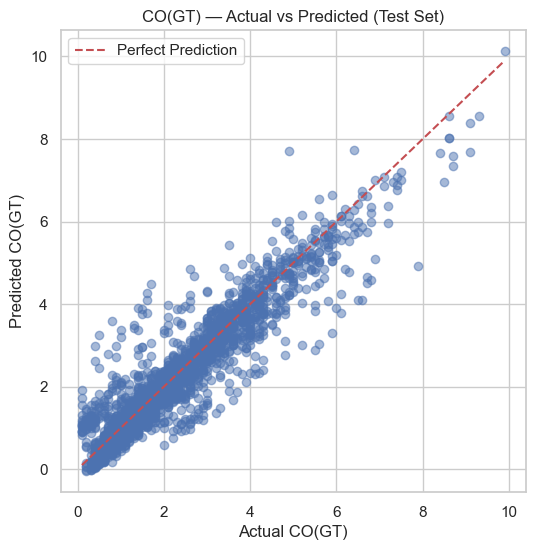 CO(GT) — Actual vs Predicted (Test Set)
Perfect Prediction
Predicted CO(GT)
10
8
6
4
2
0
0 2 4 6 8 10
Actual CO(GT)